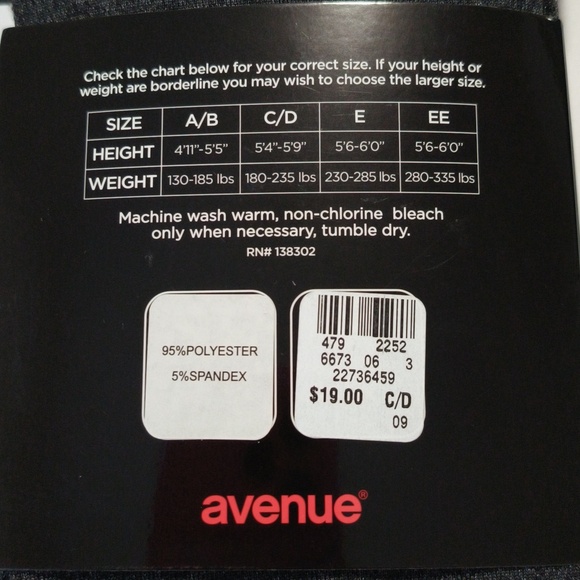 Check the chart below for your correct size. If your height or
weight are borderline you may wish to choose the larger size.
SIZE A/B C/D E EE
HEIGHT 4'11"-5'5" 5'4"-5'9" 5'6-6'0" 5'6-6'0"
WEIGHT 130-185 lbs 180-235 lbs 230-285 lbs 280-335 lbs
Machine wash warm, non-chlorine bleach
only when necessary, tumble dry.
RN# 138302
95%POLYESTER
5%SPANDEX
479 2252
6673 06 3
22736459
$19.00 C/D
09
avenue®